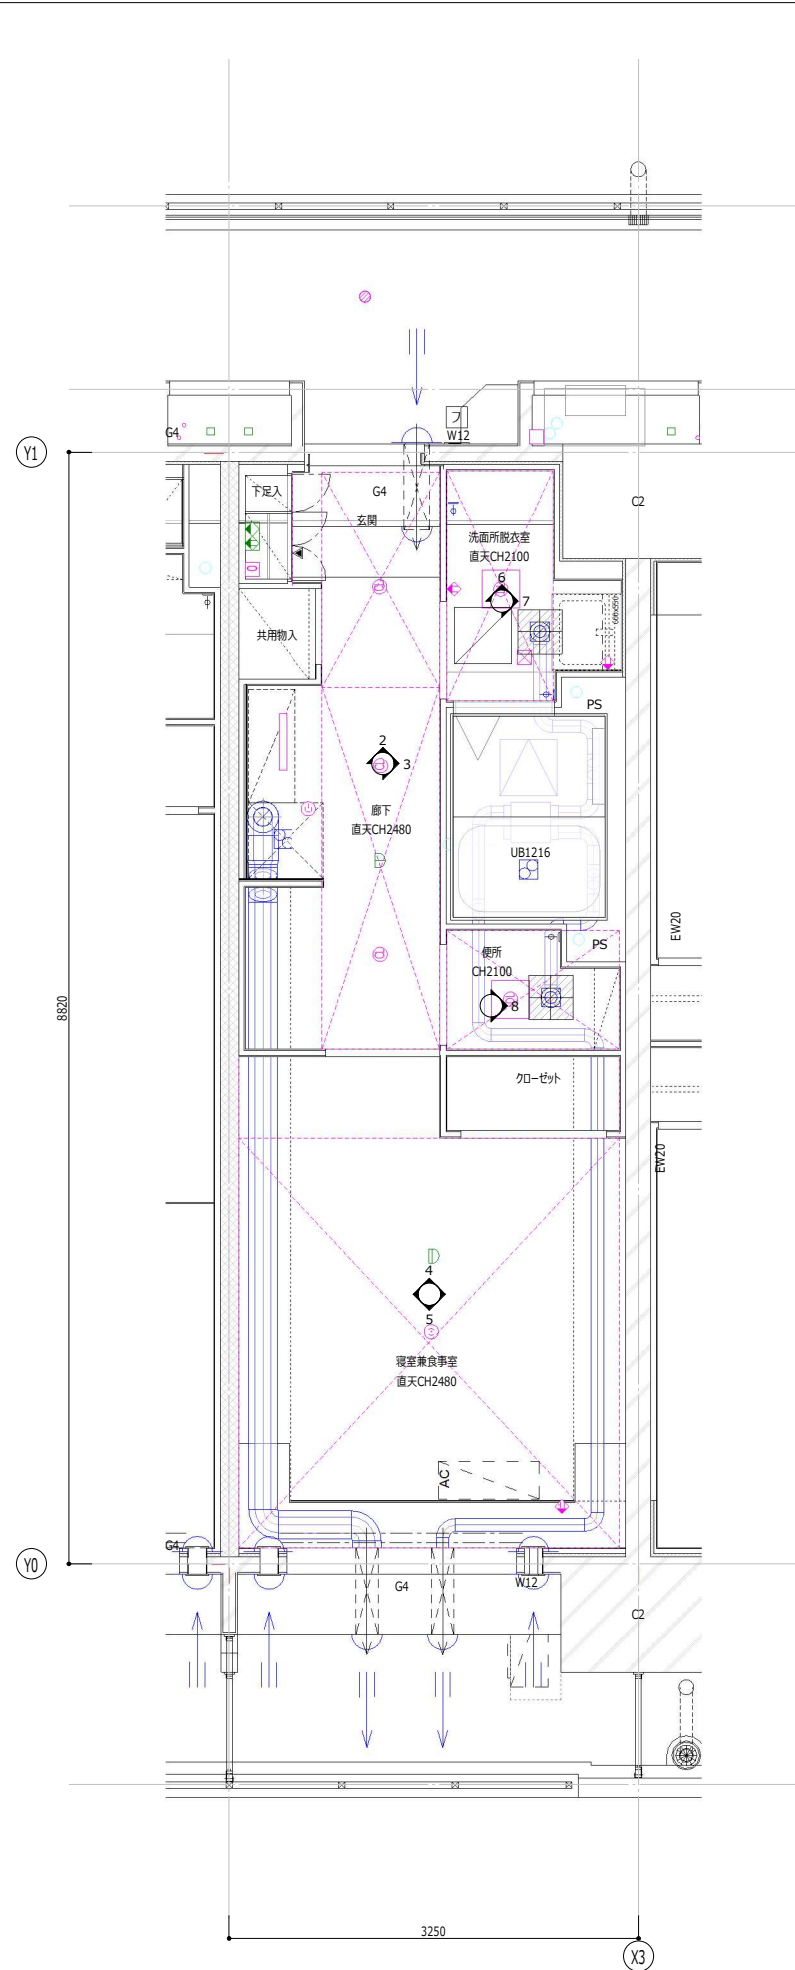 フ
G4
W12
Y1
下足入
G4
玄関
C2
洗面所脱衣室
直天CH2100
6
7
共用物入
PS
2
3
廊下
直天CH2480
UB1216
EW20
便所
CH2100
PS
8
8820
クローゼット
EW20
4
5
寝室兼食事室
直天CH2480
AC
G4
Y0
G4
W12
C2
3250
X3